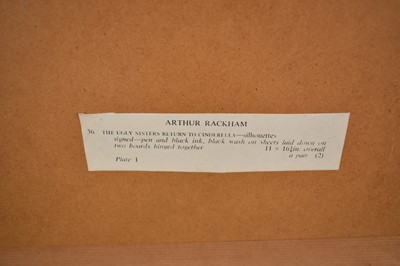 ARTHUR RACKHAM
36 THE UGLY SISTERS RETURN TO CINDERELLA—silhouettes
signed—pen and black ink, black wash on sheets laid down on
two boards hinged together 11 × 16¼in. overall
a pair (2)
Plate 1